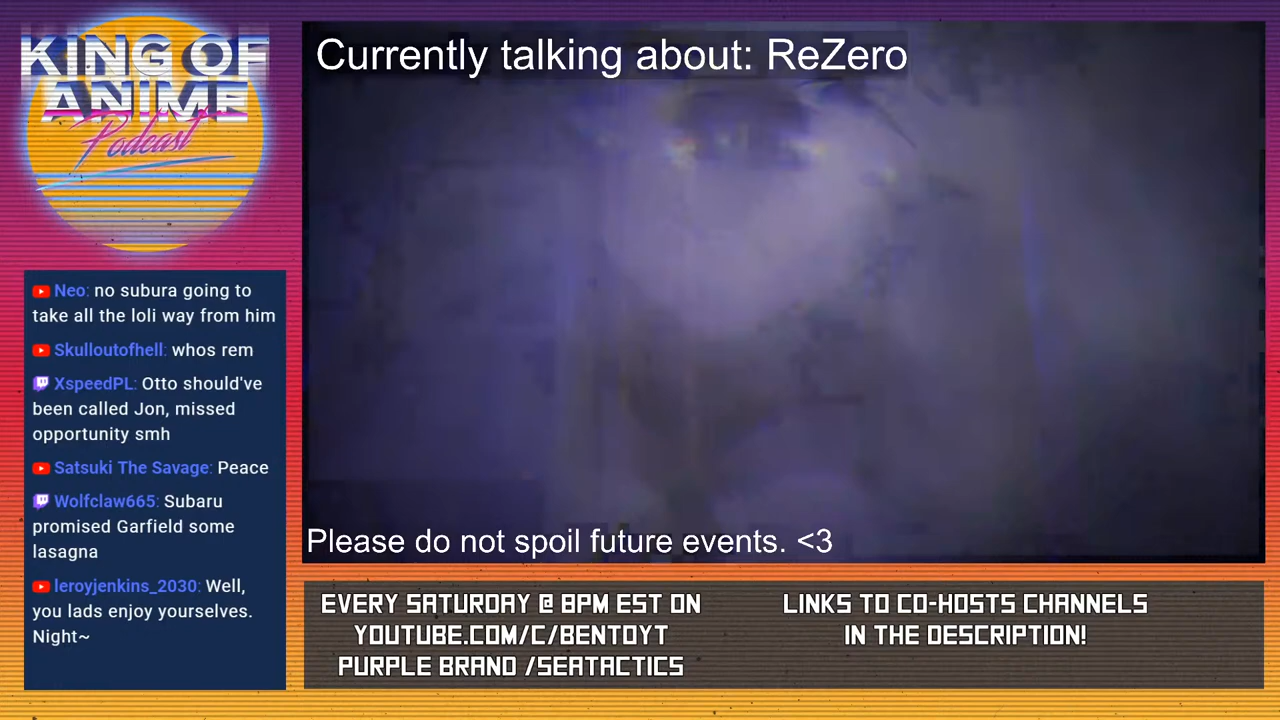 KING OF
ANIME
Podcast
Currently talking about: ReZero
Neo: no subura going to
take all the loli way from him
Skulloutofhell: whos rem
XspeedPL: Otto should've
been called Jon, missed
opportunity smh
Satsuki The Savage: Peace
Wolfclaw665: Subaru
promised Garfield some
lasagna
leroyjenkins_2030: Well,
you lads enjoy yourselves.
Night~
Please do not spoil future events. <3
EVERY SATURDAY @ 8PM EST ON
YOUTUBE.COM/C/BENTOYT
PURPLE BRAND /SEATACTICS
LINKS TO CO-HOSTS CHANNELS
IN THE DESCRIPTION!